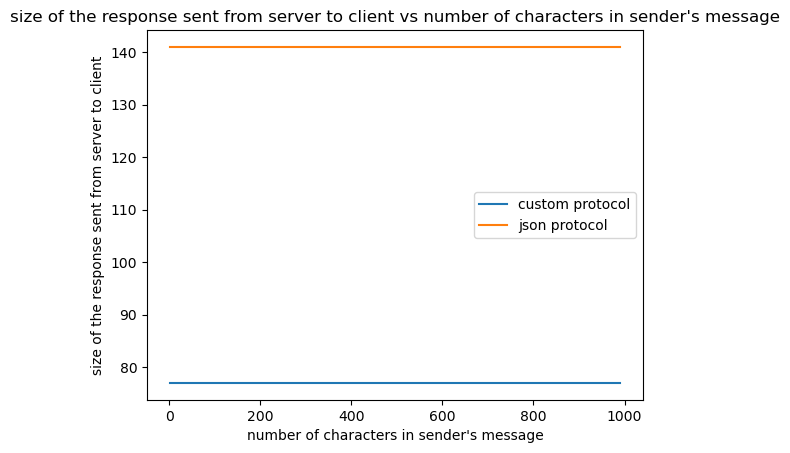 size of the response sent from server to client vs number of characters in sender's message
size of the response sent from server to client
140
130
120
110
100
90
80
custom protocol
json protocol
0 200 400 600 800 1000
number of characters in sender's message